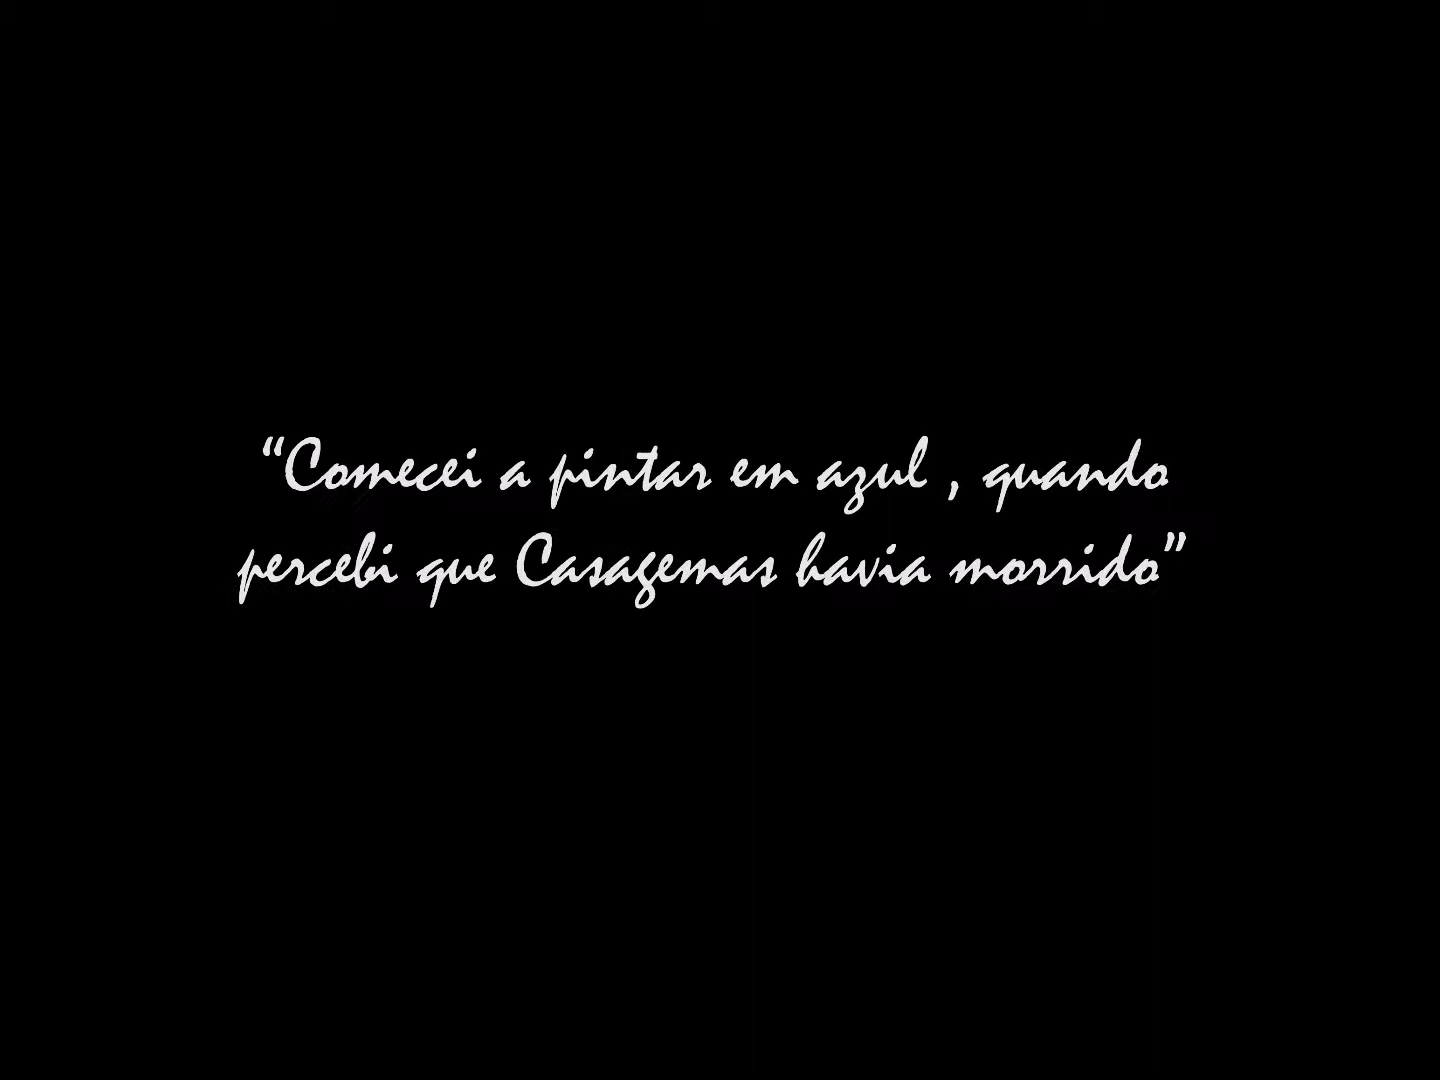 “Comecei a pintar em azul , quando
percebi que Casagemas havia morrido”